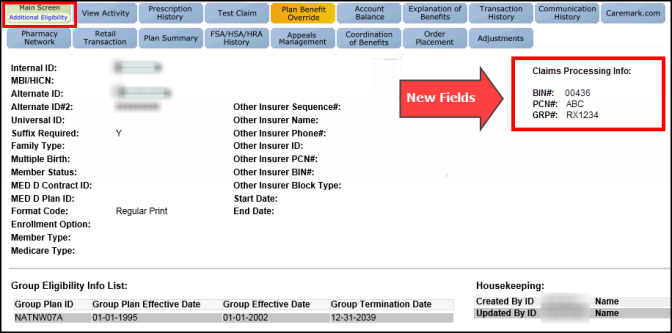 Main Screen View Activity Prescription History Test Claim Plan Benefit Override Account Balance Explanation of Benefits Transaction History Communication History Caremark.com
Additional Eligibility
Pharmacy Network Retail Transaction Plan Summary FSA/HSA/HRA History Appeals Management Coordination of Benefits Order Placement Adjustments
Internal ID:
MBI/HICN:
Alternate ID:
Alternate ID#2:
Universal ID:
Suffix Required: Y
Family Type:
Multiple Birth:
Member Status:
MED D Contract ID:
MED D Plan ID:
Format Code: Regular Print
Enrollment Option:
Member Type:
Medicare Type:
Other Insurer Sequence#:
Other Insurer Name:
Other Insurer Phone#:
Other Insurer ID:
Other Insurer PCN#:
Other Insurer BIN#:
Other Insurer Block Type:
Start Date:
End Date:
New Fields
Claims Processing Info:
BIN#: 00436
PCN#: ABC
GRP#: RX1234
Group Eligibility Info List:
Group Plan ID Group Plan Effective Date Group Effective Date Group Termination Date
NATNW07A 01-01-1995 01-01-2002 12-31-2039
Housekeeping:
Created By ID Name
Updated By ID Name